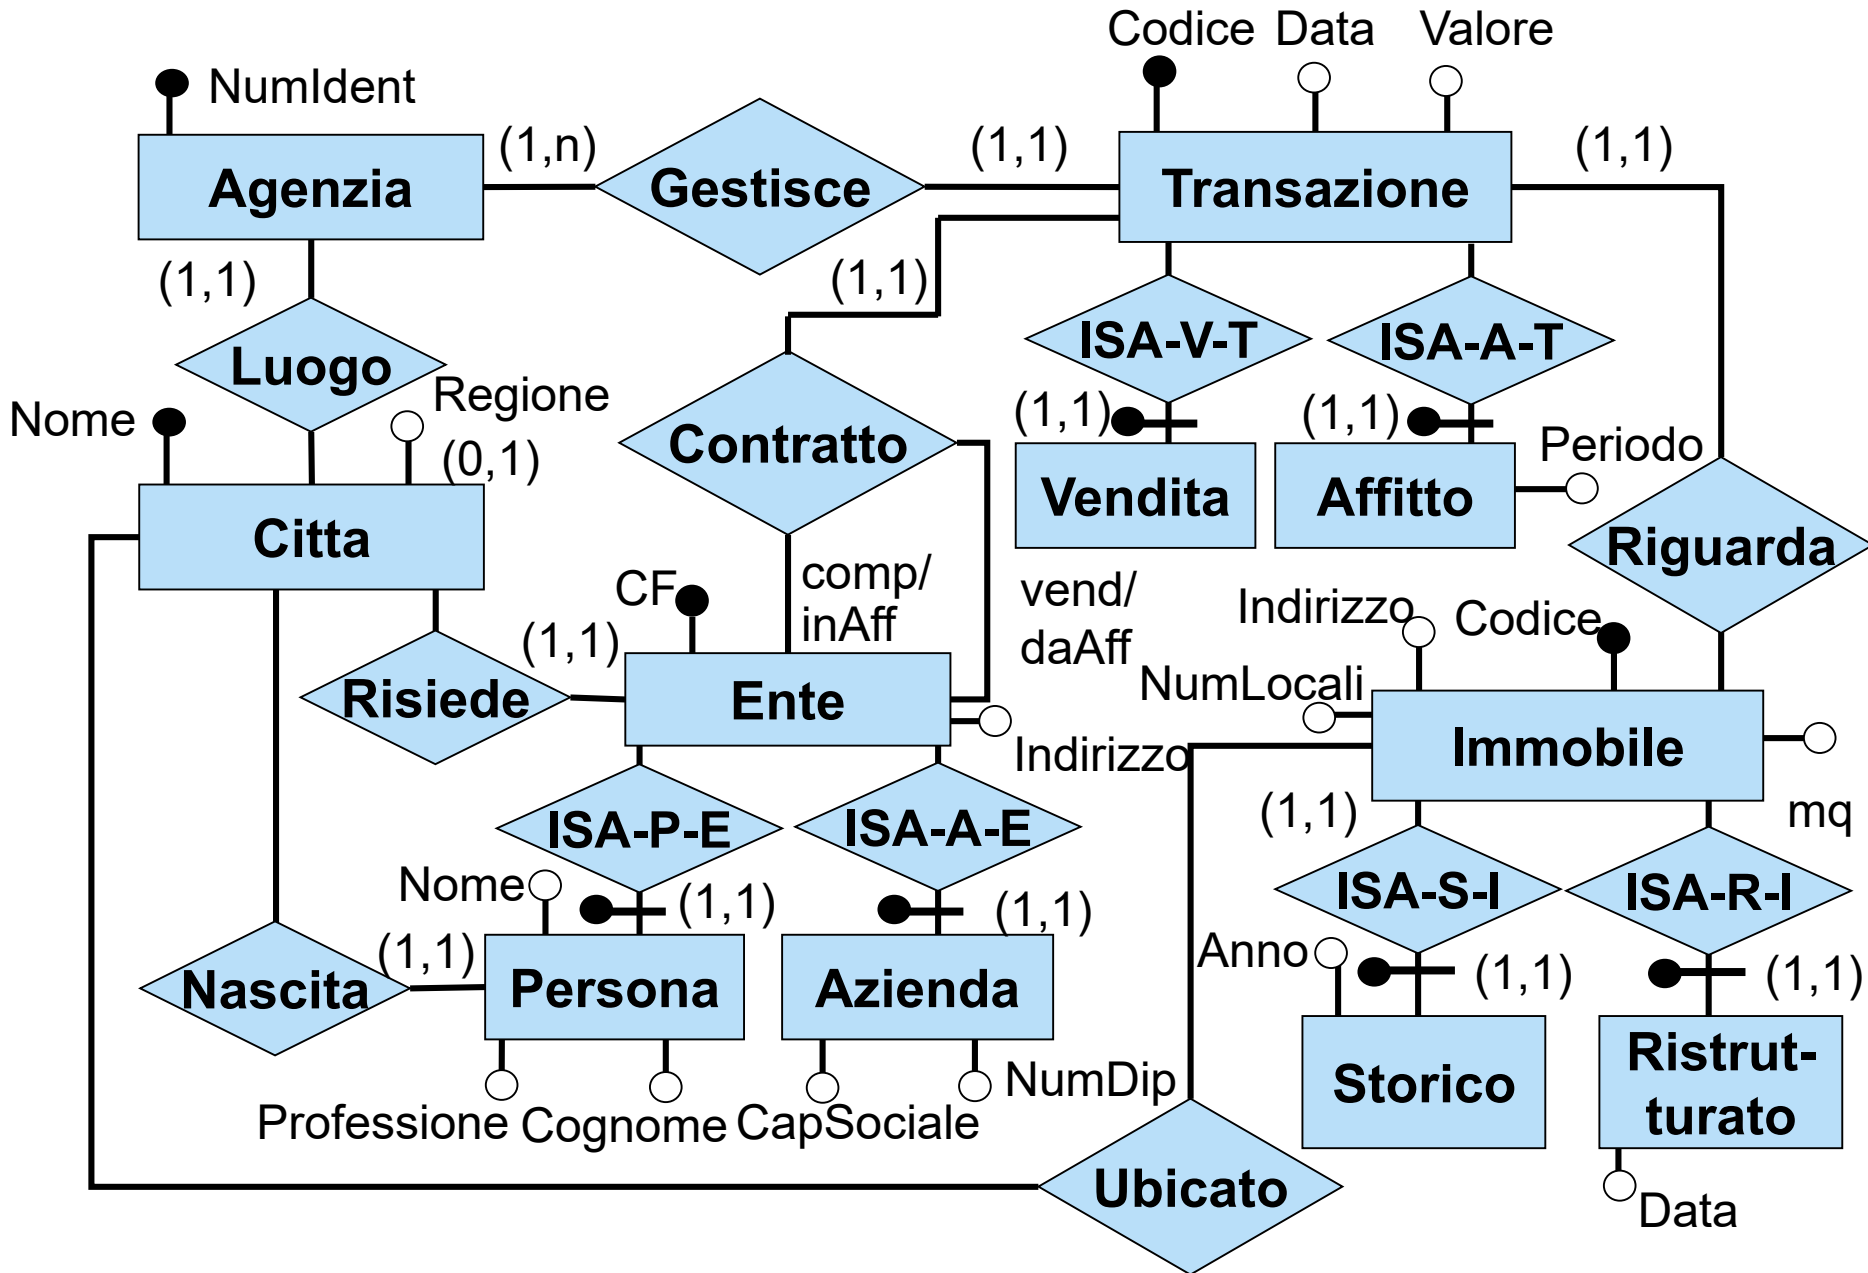 Codice Data Valore
NumIdent
(1,n)
(1,1)
(1,1)
Agenzia
Gestisce
Transazione
(1,1)
(1,1)
Luogo
ISA-V-T
ISA-A-T
Regione
(0,1)
Nome
(1,1)
(1,1)
Contratto
Periodo
Citta
Vendita
Affitto
Riguarda
CF
comp/
inAff
vend/
daAff
Indirizzo
Codice
(1,1)
Risiede
Ente
NumLocali
Indirizzo
Immobile
(1,1)
mq
ISA-P-E
ISA-A-E
ISA-S-I
ISA-R-I
Nome
(1,1)
(1,1)
Anno
(1,1)
(1,1)
(1,1)
Nascita
Persona
Azienda
Storico
Ristrut-
turato
NumDip
Professione
Cognome
CapSociale
Ubicato
Data